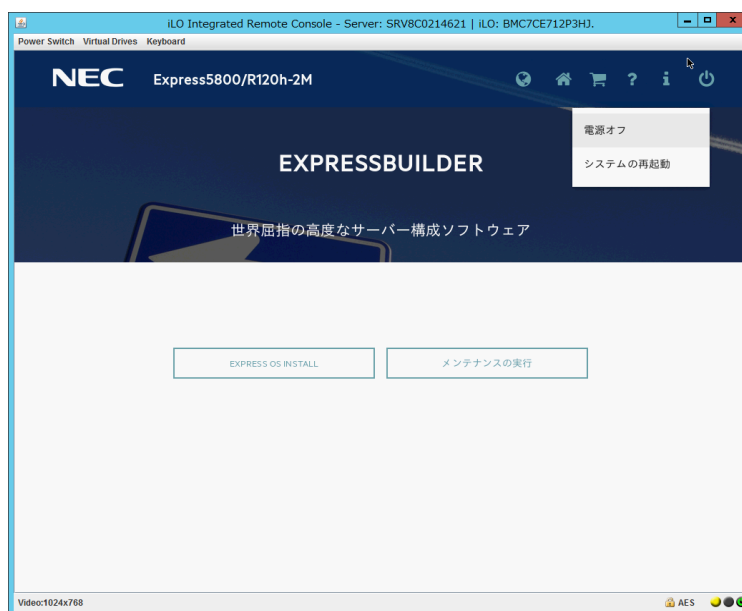 iLO Integrated Remote Console - Server: SRV8C0214621 | iLO: BMC7CE712P3HJ.
Power Switch Virtual Drives Keyboard
NEC Express5800/R120h-2M
電源オフ
システムの再起動
EXPRESSBUILDER
世界屈指の高度なサーバー構成ソフトウェア
EXPRESS OS INSTALL メンテナンスの実行
Video:1024x768 AES